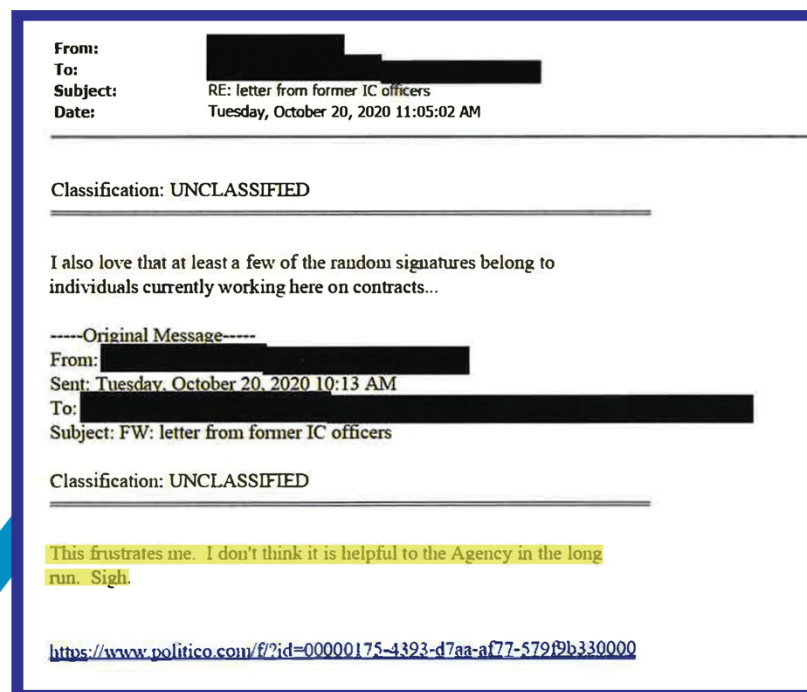 From:
To:
Subject: RE: letter from former IC officers
Date: Tuesday, October 20, 2020 11:05:02 AM
Classification: UNCLASSIFIED
I also love that at least a few of the random signatures belong to
individuals currently working here on contracts...
-----Original Message-----
From:
Sent: Tuesday, October 20, 2020 10:13 AM
To:
Subject: FW: letter from former IC officers
Classification: UNCLASSIFIED
This frustrates me. I don't think it is helpful to the Agency in the long
run. Sigh.
https://www.politico.com/f/?id=00000175-4393-d7aa-af77-579f9b330000